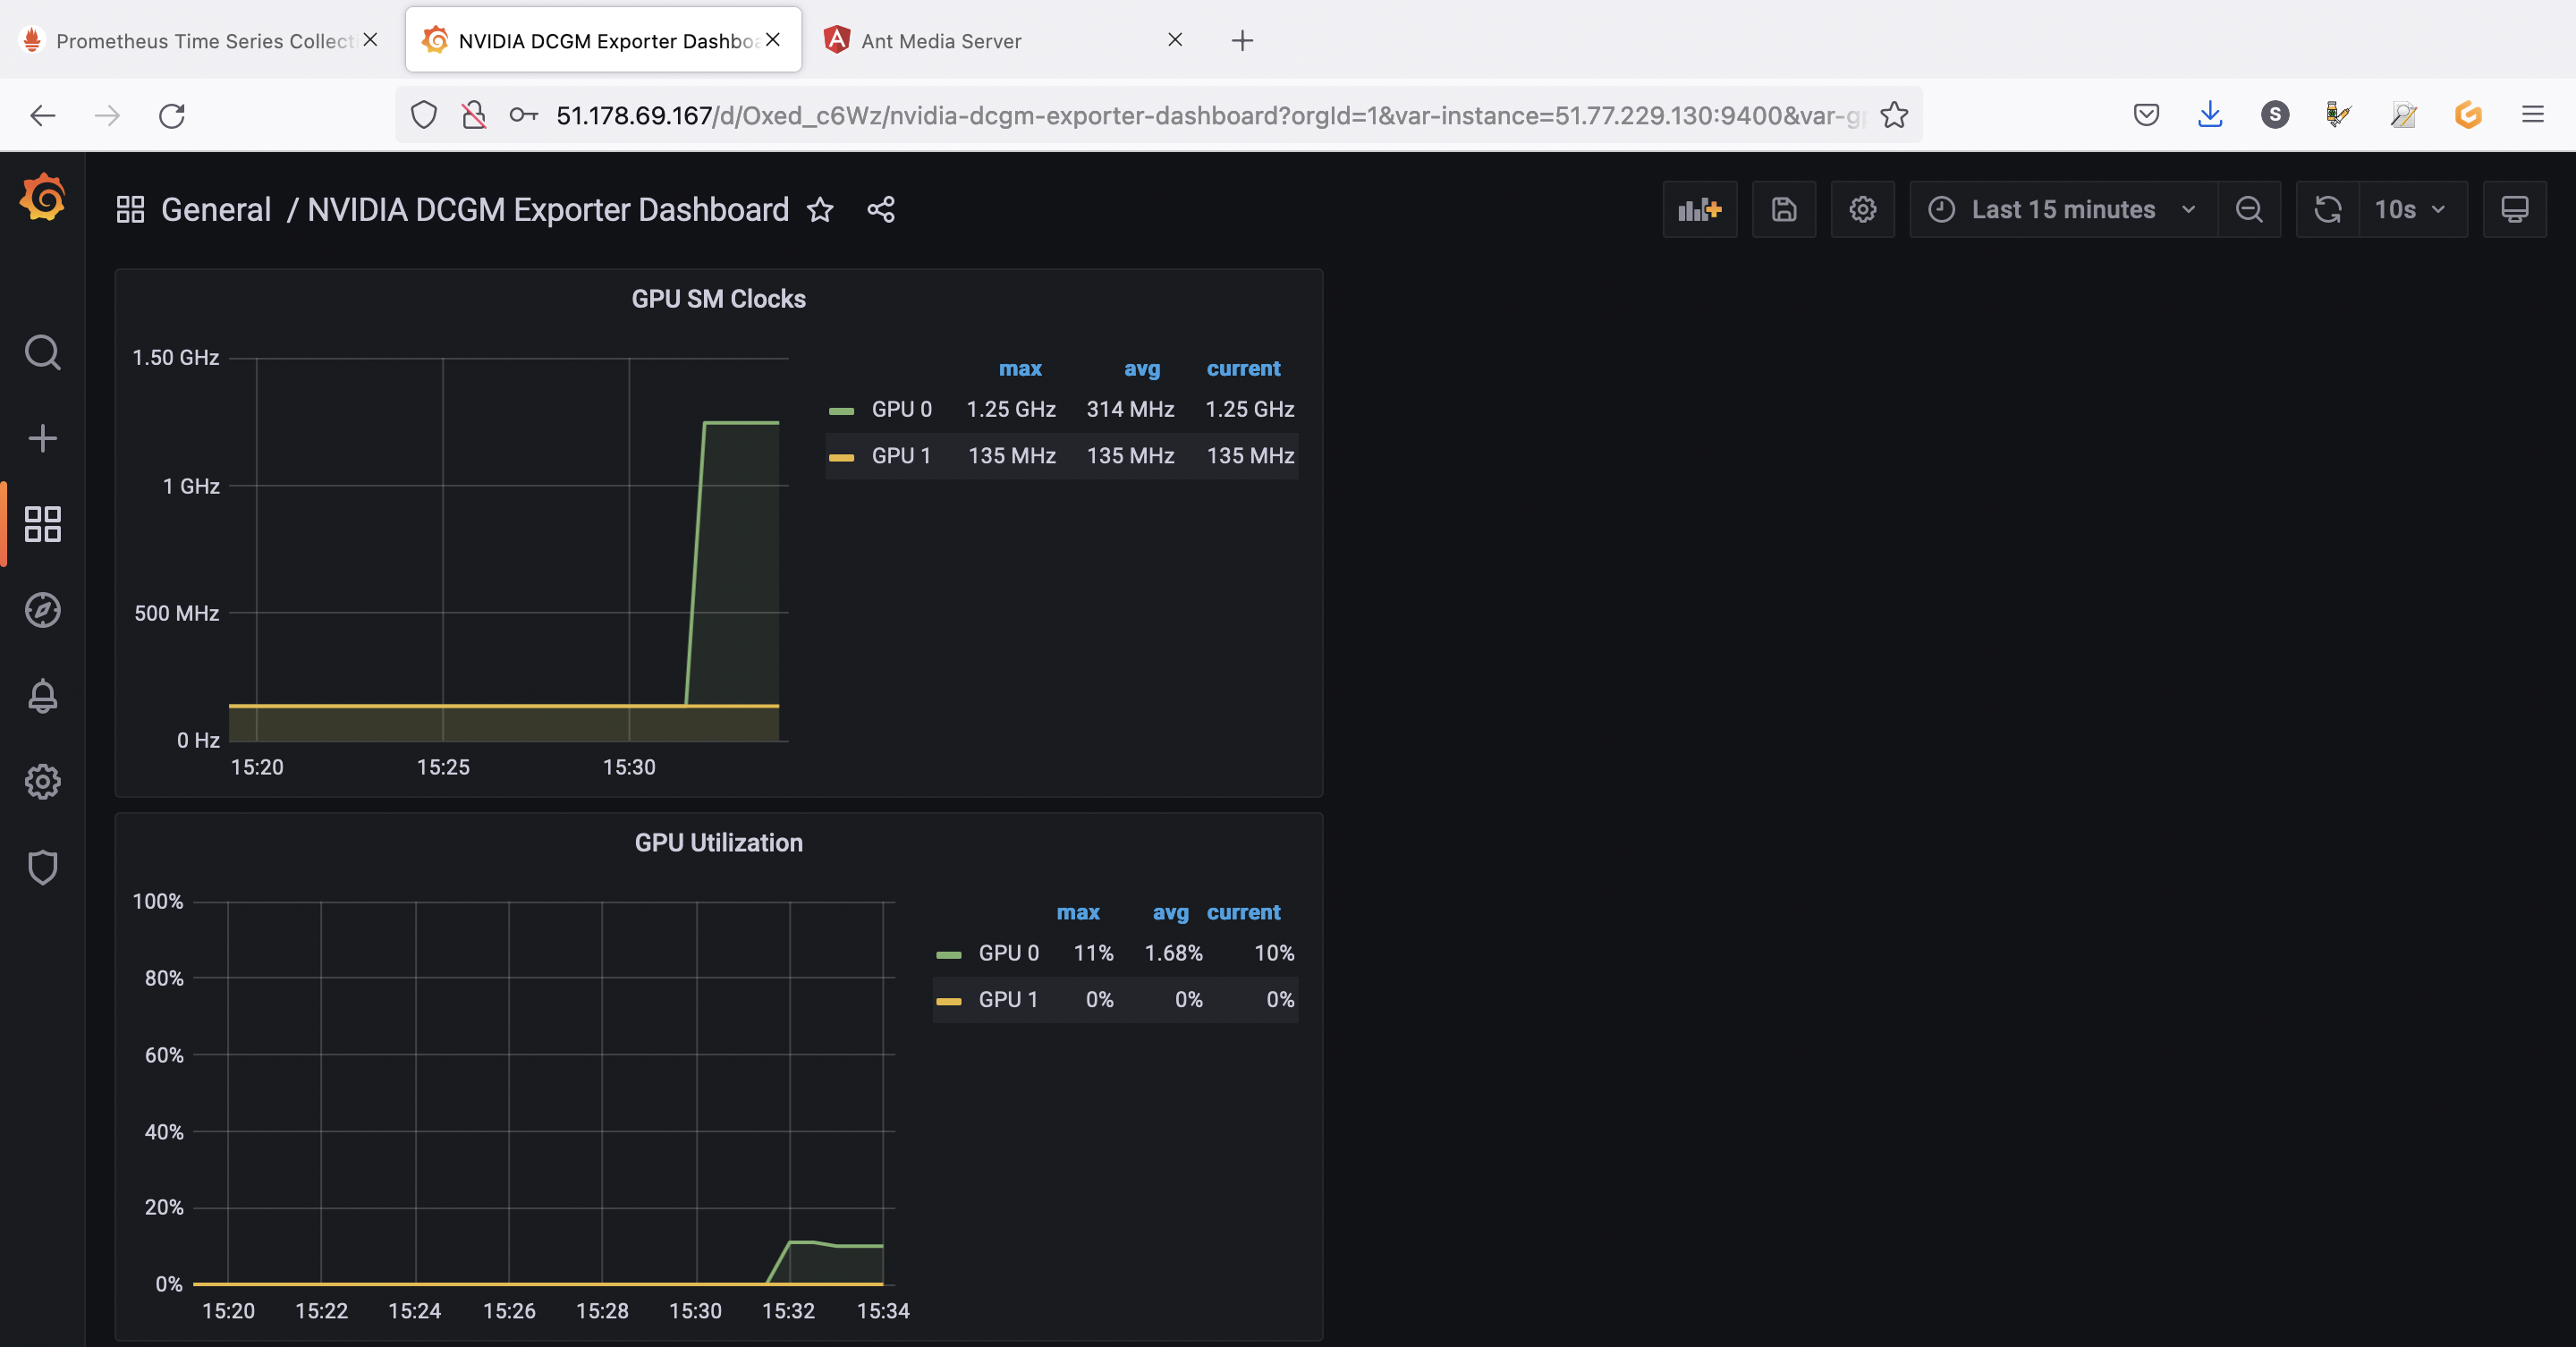 Prometheus Time Series Collecti
NVIDIA DCGM Exporter Dashboa
Ant Media Server
51.178.69.167/d/Oxed_c6Wz/nvidia-dcgm-exporter-dashboard?orgId=1&var-instance=51.77.229.130:9400&var-gp
S
General / NVIDIA DCGM Exporter Dashboard
Last 15 minutes
10s
GPU SM Clocks
1.50 GHz
1 GHz
500 MHz
0 Hz
15:20 15:25 15:30
max avg current
GPU 0 1.25 GHz 314 MHz 1.25 GHz
GPU 1 135 MHz 135 MHz 135 MHz
GPU Utilization
100%
80%
60%
40%
20%
0%
15:20 15:22 15:24 15:26 15:28 15:30 15:32 15:34
max avg current
GPU 0 11% 1.68% 10%
GPU 1 0% 0% 0%